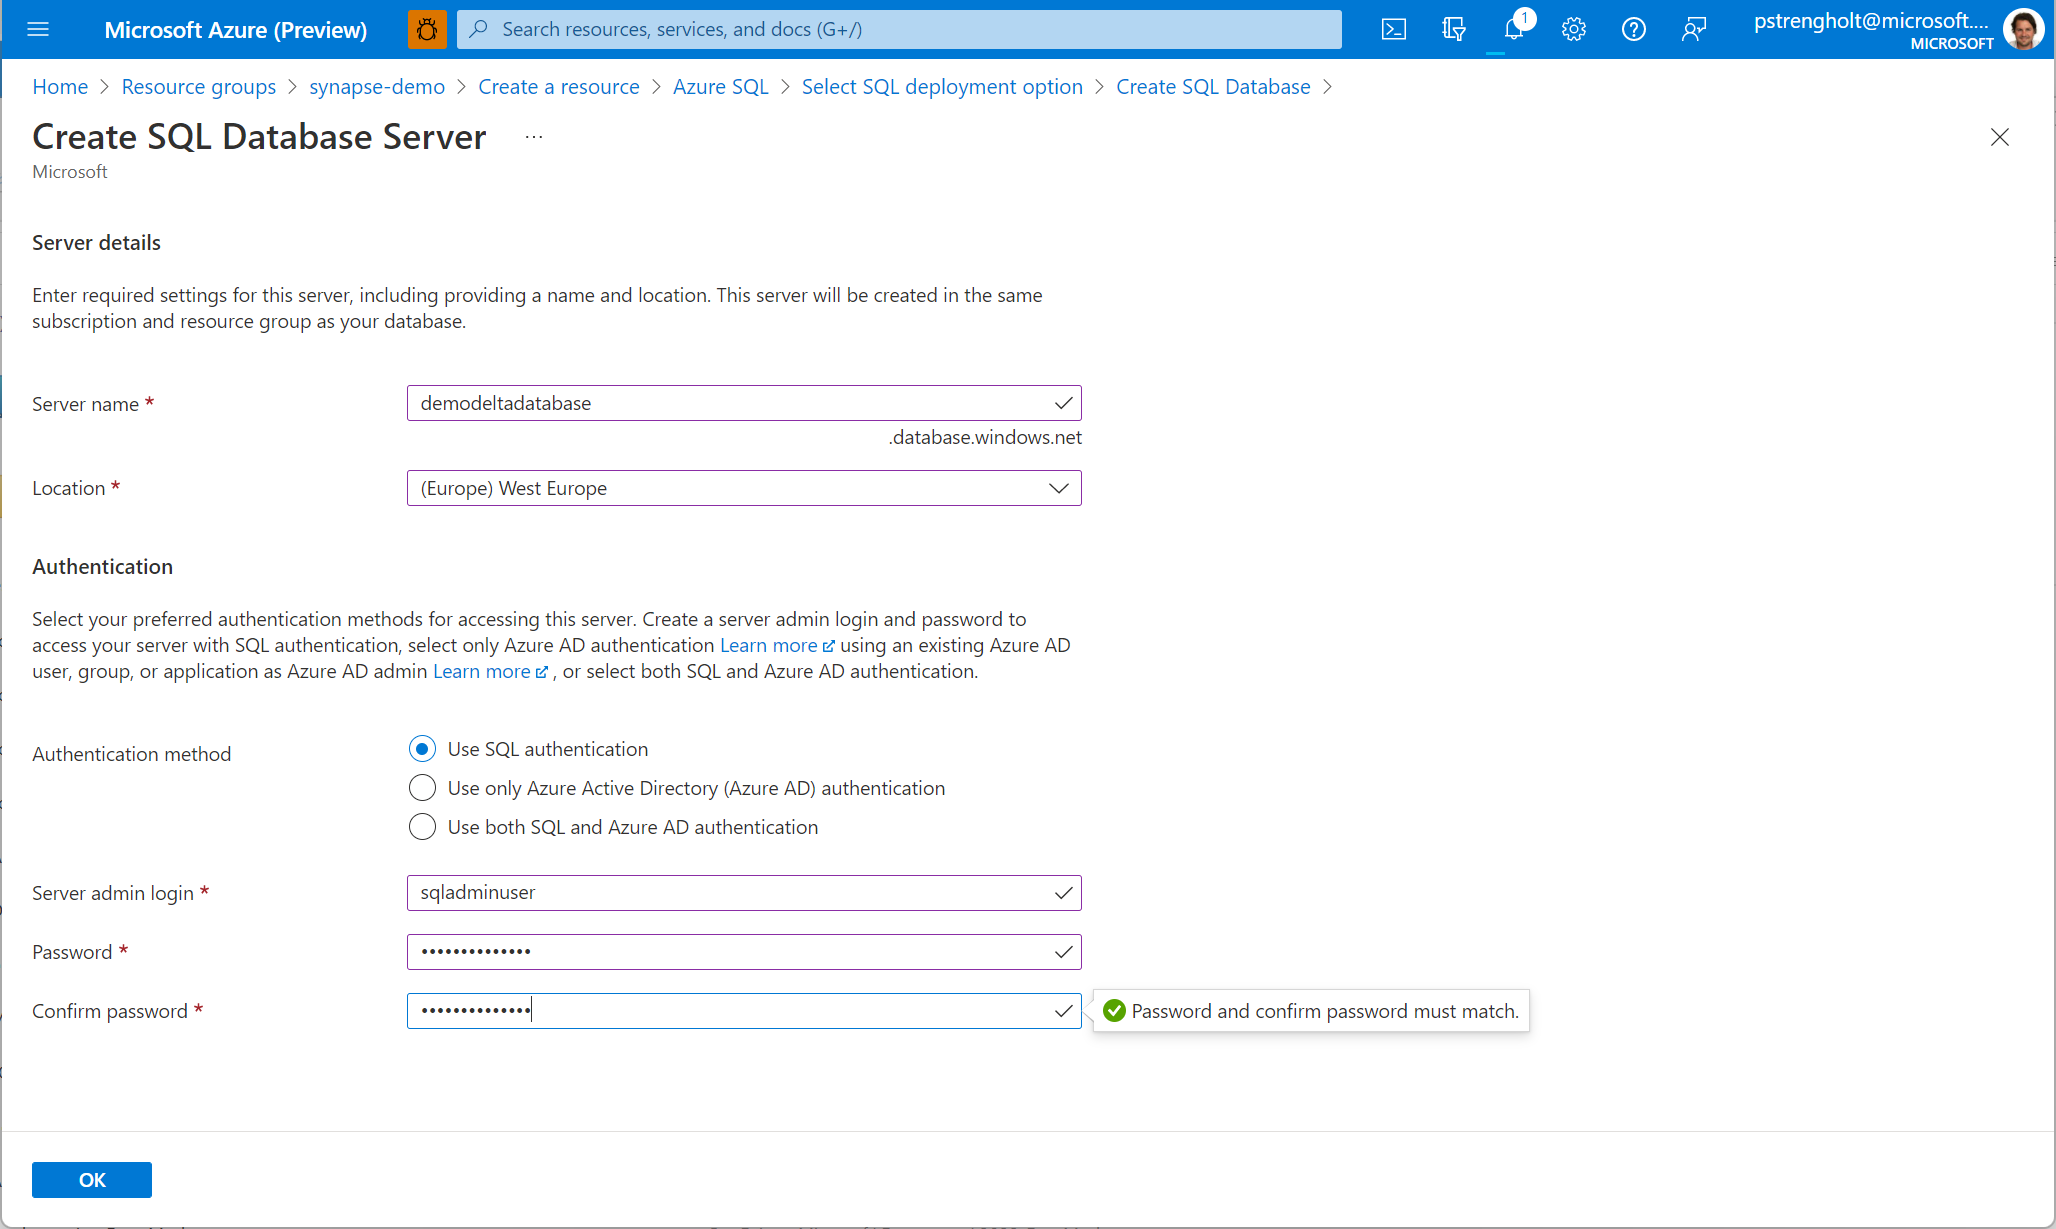 Microsoft Azure (Preview)
Search resources, services, and docs (G+/)
1
pstrengholt@microsoft....
MICROSOFT
Home > Resource groups > synapse-demo > Create a resource > Azure SQL > Select SQL deployment option > Create SQL Database >
Create SQL Database Server ...
Microsoft
Server details
Enter required settings for this server, including providing a name and location. This server will be created in the same
subscription and resource group as your database.
Server name *
demodeltadatabase
.database.windows.net
Location *
(Europe) West Europe
Authentication
Select your preferred authentication methods for accessing this server. Create a server admin login and password to
access your server with SQL authentication, select only Azure AD authentication Learn more using an existing Azure AD
user, group, or application as Azure AD admin Learn more , or select both SQL and Azure AD authentication.
Authentication method
Use SQL authentication
Use only Azure Active Directory (Azure AD) authentication
Use both SQL and Azure AD authentication
Server admin login *
sqladminuser
Password *
••••••••••••••
Confirm password *
••••••••••••••
Password and confirm password must match.
OK